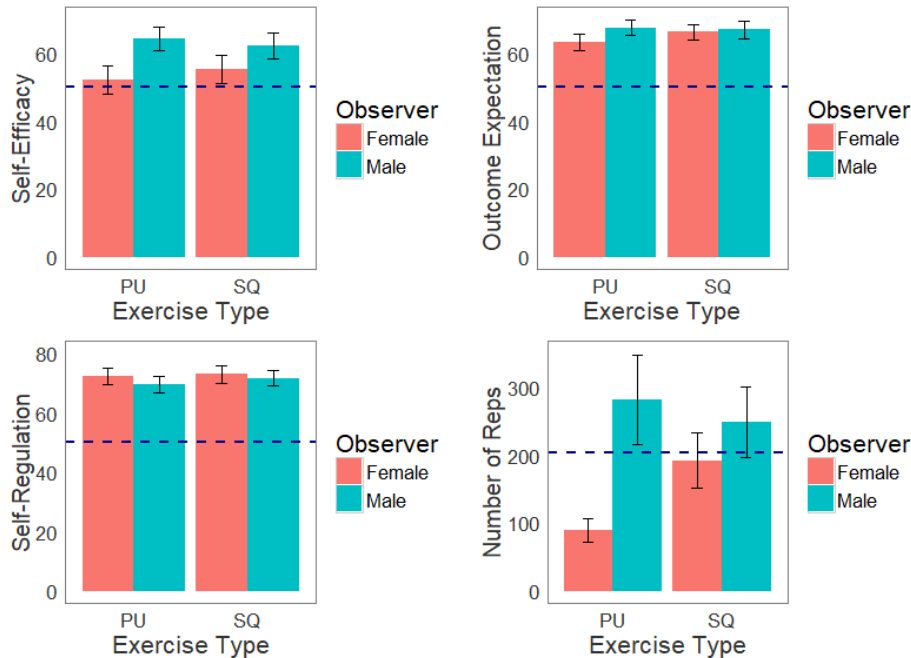 Self-Efficacy
60
40
20
0
PU
SQ
Exercise Type
Observer
Female
Male
Outcome Expectation
60
40
20
0
PU
SQ
Exercise Type
Observer
Female
Male
Self-Regulation
80
60
40
20
0
PU
SQ
Exercise Type
Observer
Female
Male
Number of Reps
300
200
100
0
PU
SQ
Exercise Type
Observer
Female
Male